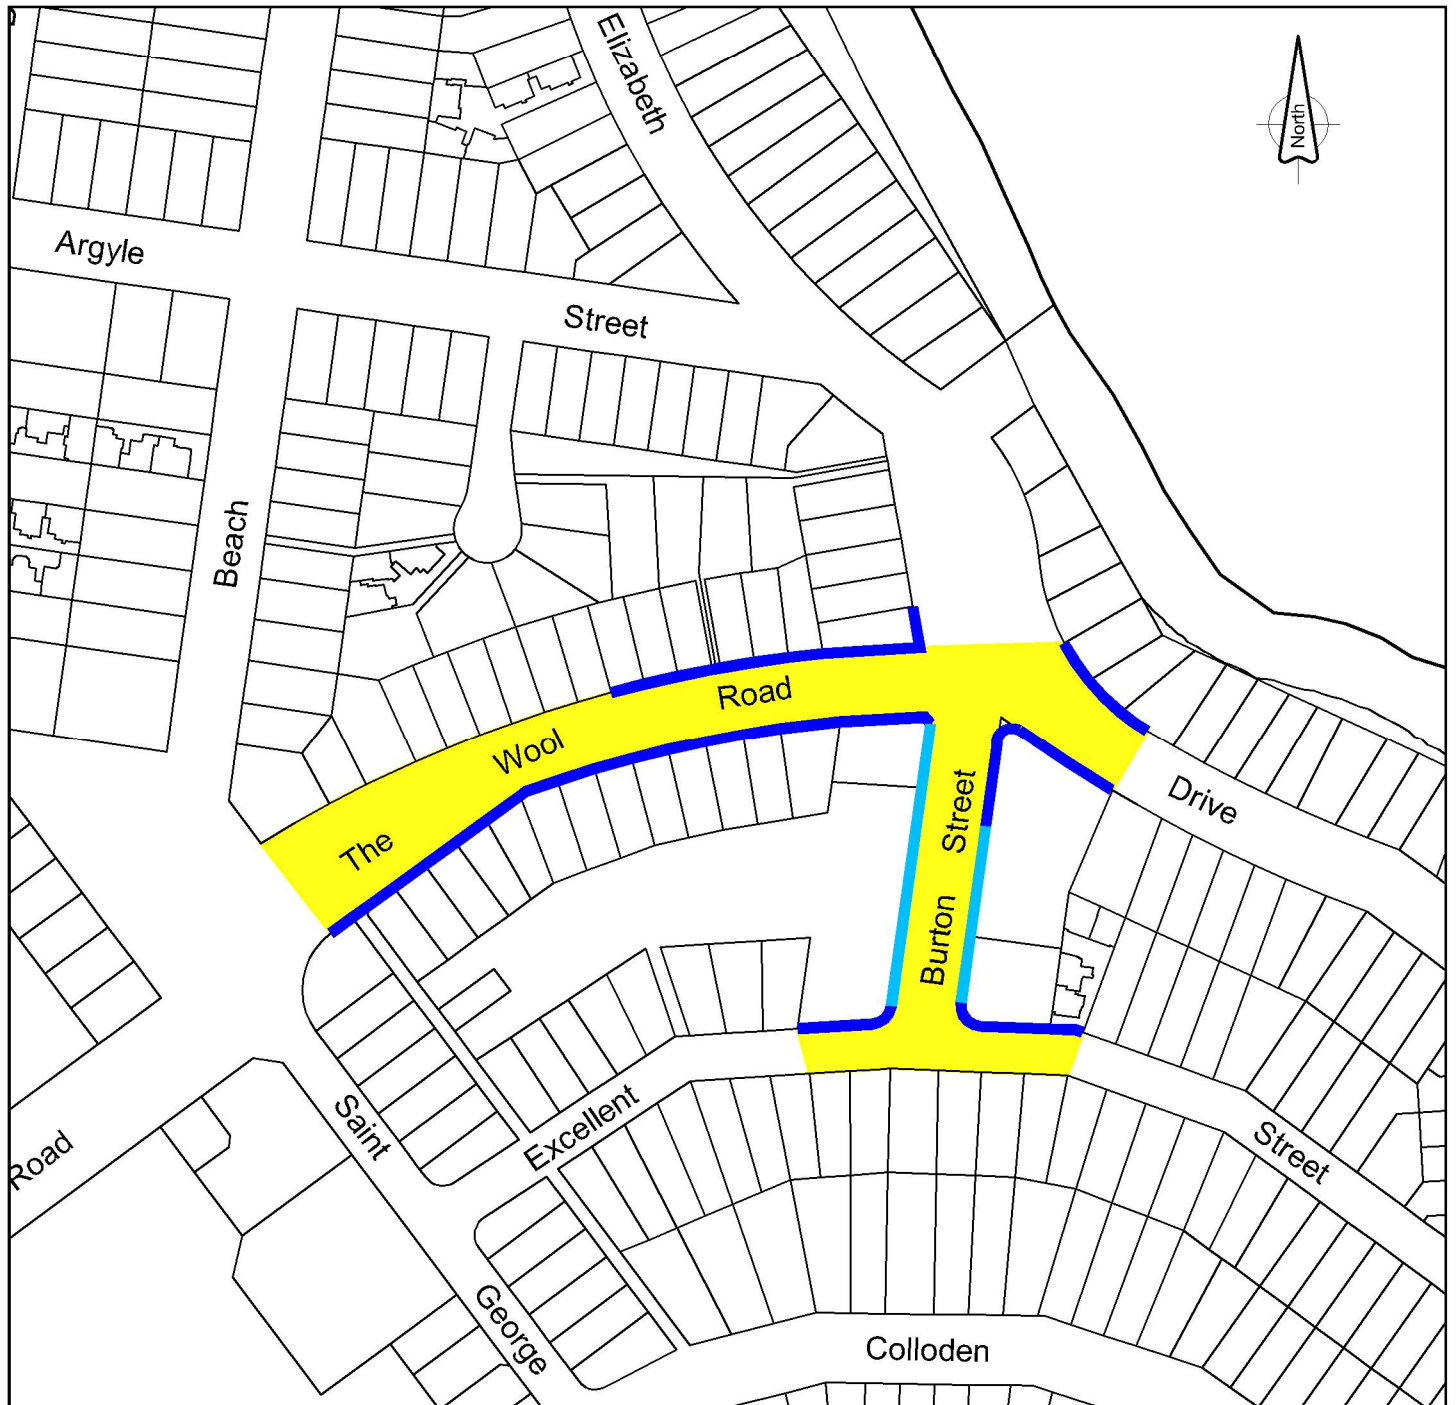 Elizabeth
North
Argyle
Street
Beach
The Wool Road
Drive
Burton Street
Road
Saint George
Excellent Street
Colloden